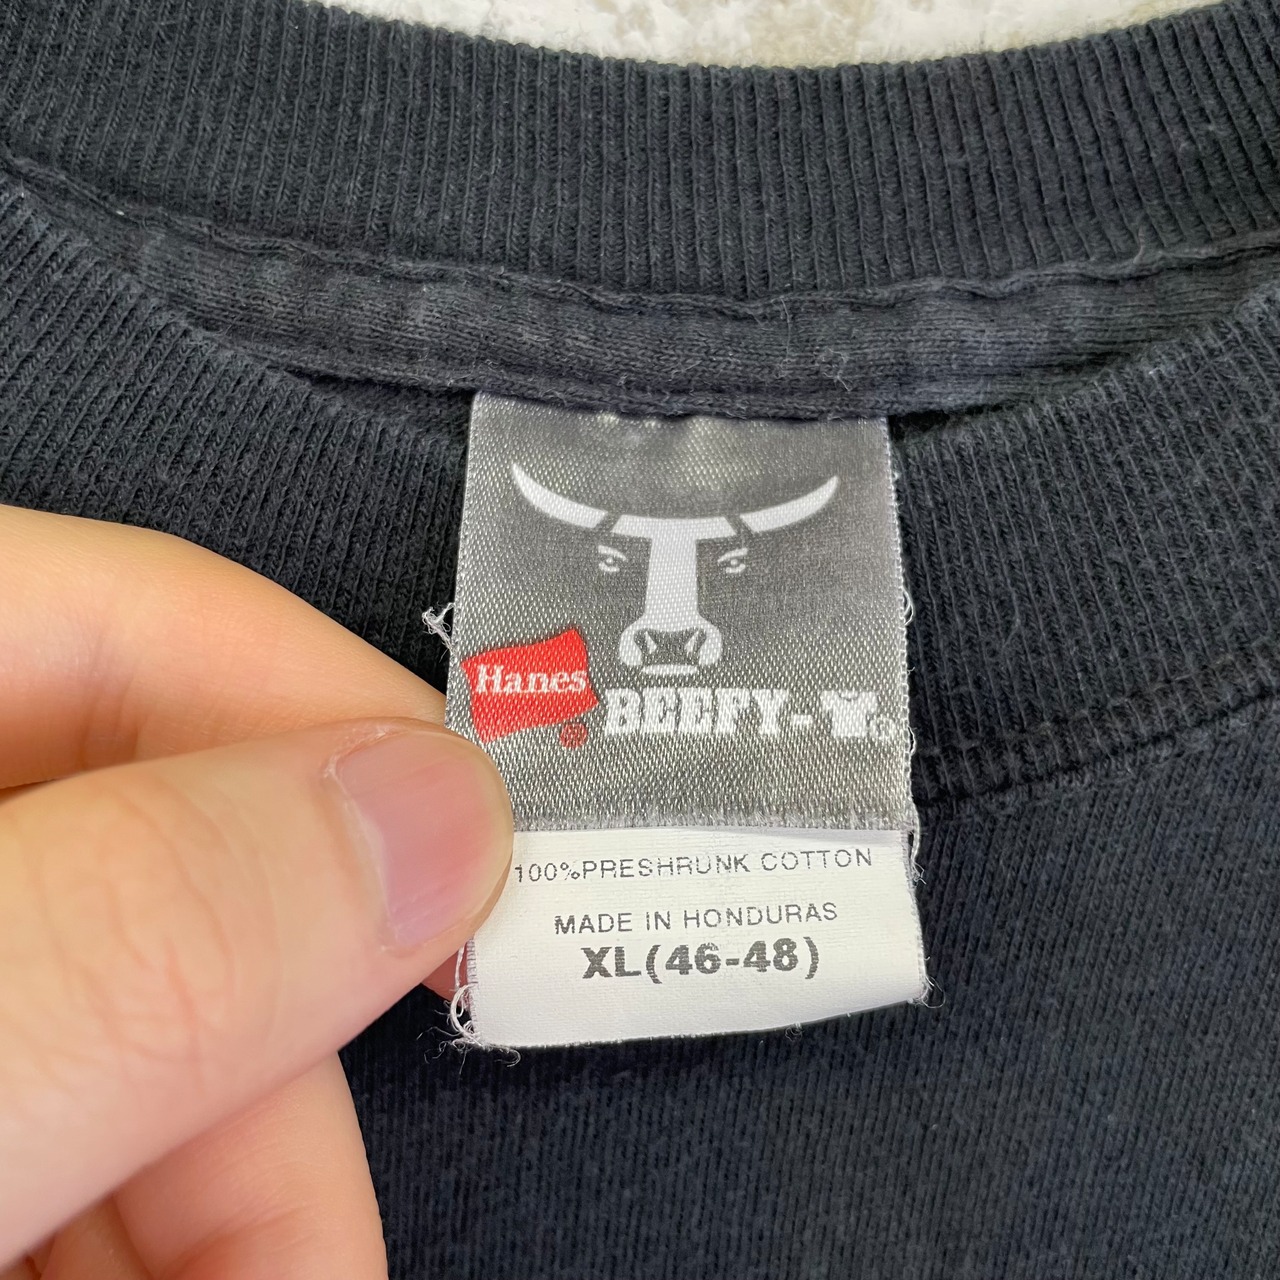 Hanes
BEEFY-
100%PRESHRUNK COTTON
MADE IN HONDURAS
XL(46-48)